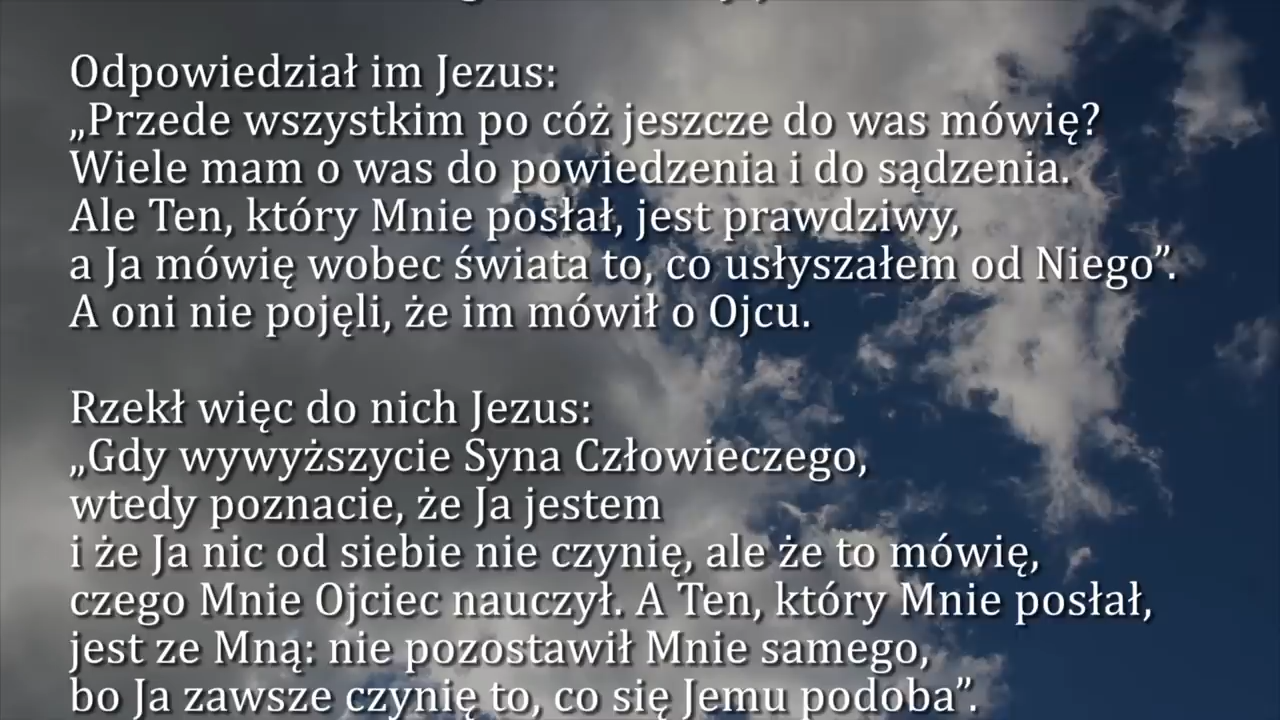 Odpowiedział im Jezus:
„Przede wszystkim po cóż jeszcze do was mówię?
Wiele mam o was do powiedzenia i do sądzenia.
Ale Ten, który Mnie posłał, jest prawdziwy,
a Ja mówię wobec świata to, co usłyszałem od Niego”.
A oni nie pojęli, że im mówił o Ojcu.
Rzekł więc do nich Jezus:
„Gdy wywyższycie Syna Człowieczego,
wtedy poznacie, że Ja jestem
i że Ja nic od siebie nie czynię, ale że to mówię,
czego Mnie Ojciec nauczył. A Ten, który Mnie posłał,
jest ze Mną: nie pozostawił Mnie samego,
bo Ja zawsze czynię to, co się Jemu podoba”.